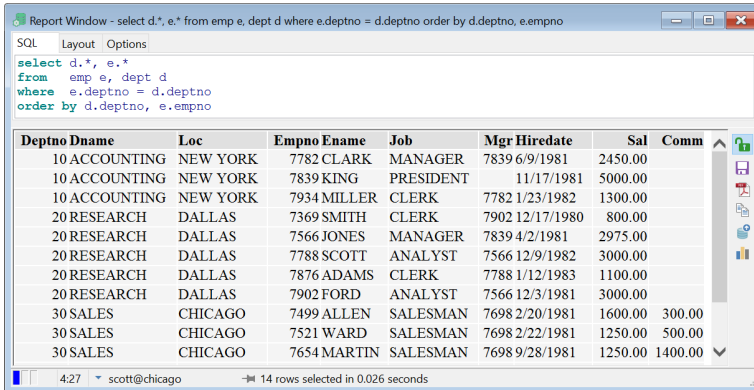 Report Window - select d.*, e.* from emp e, dept d where e.deptno = d.deptno order by d.deptno, e.empno
SQL Layout Options
select d.*, e.*
from emp e, dept d
where e.deptno = d.deptno
order by d.deptno, e.empno
Deptno Dname Loc Empno Ename Job Mgr Hiredate Sal Comm
10 ACCOUNTING NEW YORK 7782 CLARK MANAGER 7839 6/9/1981 2450.00
10 ACCOUNTING NEW YORK 7839 KING PRESIDENT 11/17/1981 5000.00
10 ACCOUNTING NEW YORK 7934 MILLER CLERK 7782 1/23/1982 1300.00
20 RESEARCH DALLAS 7369 SMITH CLERK 7902 12/17/1980 800.00
20 RESEARCH DALLAS 7566 JONES MANAGER 7839 4/2/1981 2975.00
20 RESEARCH DALLAS 7788 SCOTT ANALYST 7566 12/9/1982 3000.00
20 RESEARCH DALLAS 7876 ADAMS CLERK 7788 1/12/1983 1100.00
20 RESEARCH DALLAS 7902 FORD ANALYST 7566 12/3/1981 3000.00
30 SALES CHICAGO 7499 ALLEN SALESMAN 7698 2/20/1981 1600.00 300.00
30 SALES CHICAGO 7521 WARD SALESMAN 7698 2/22/1981 1250.00 500.00
30 SALES CHICAGO 7654 MARTIN SALESMAN 7698 9/28/1981 1250.00 1400.00
4:27 scott@chicago 14 rows selected in 0.026 seconds